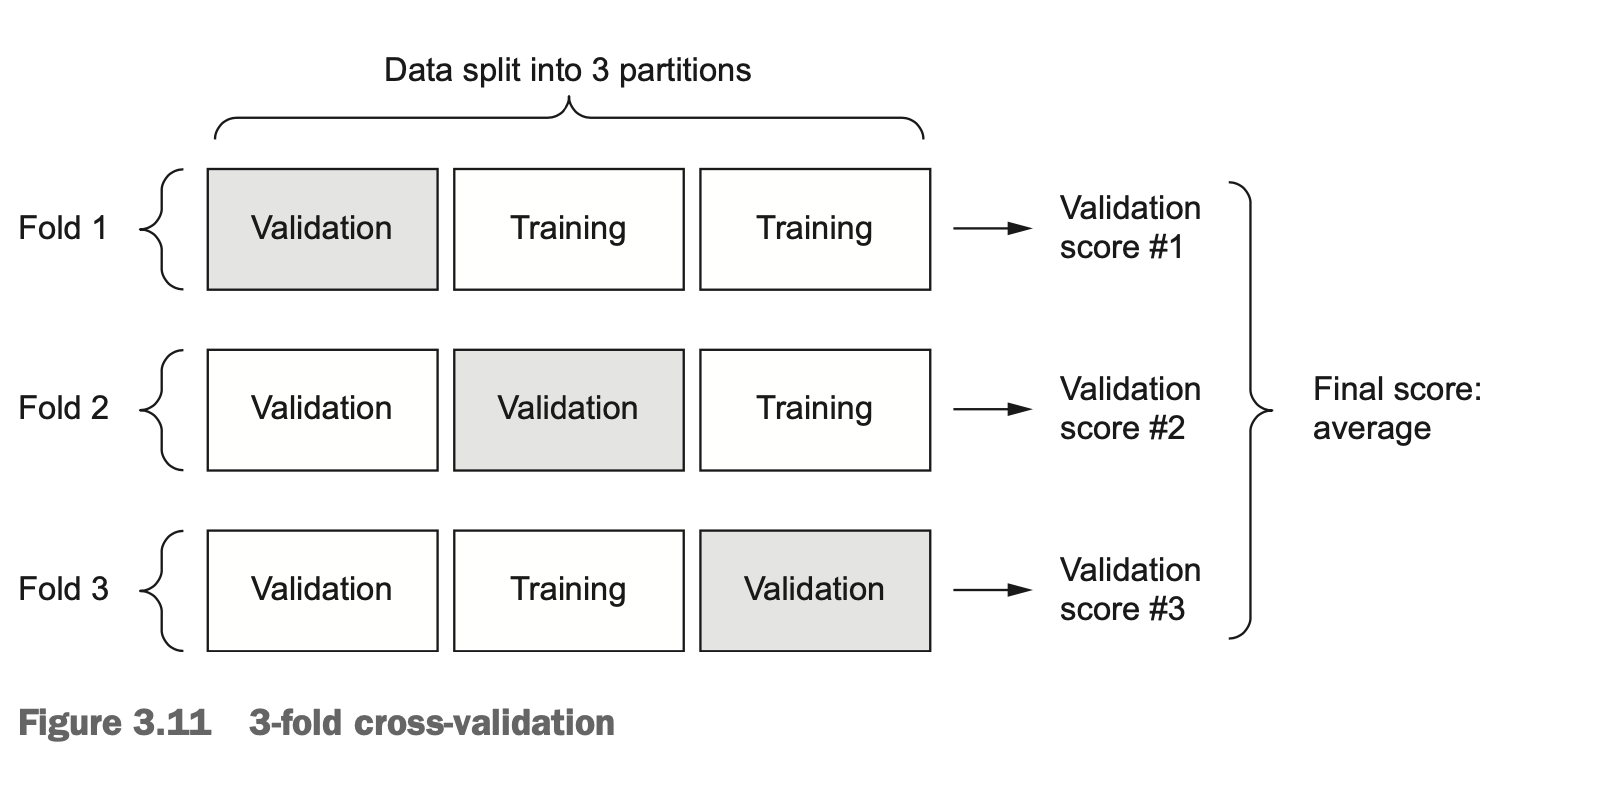 Data split into 3 partitions
Fold 1 Validation Training Training Validation
score #1
Fold 2 Validation Validation Training Validation
score #2
Final score:
average
Fold 3 Validation Training Validation Validation
score #3
Figure 3.11 3-fold cross-validation